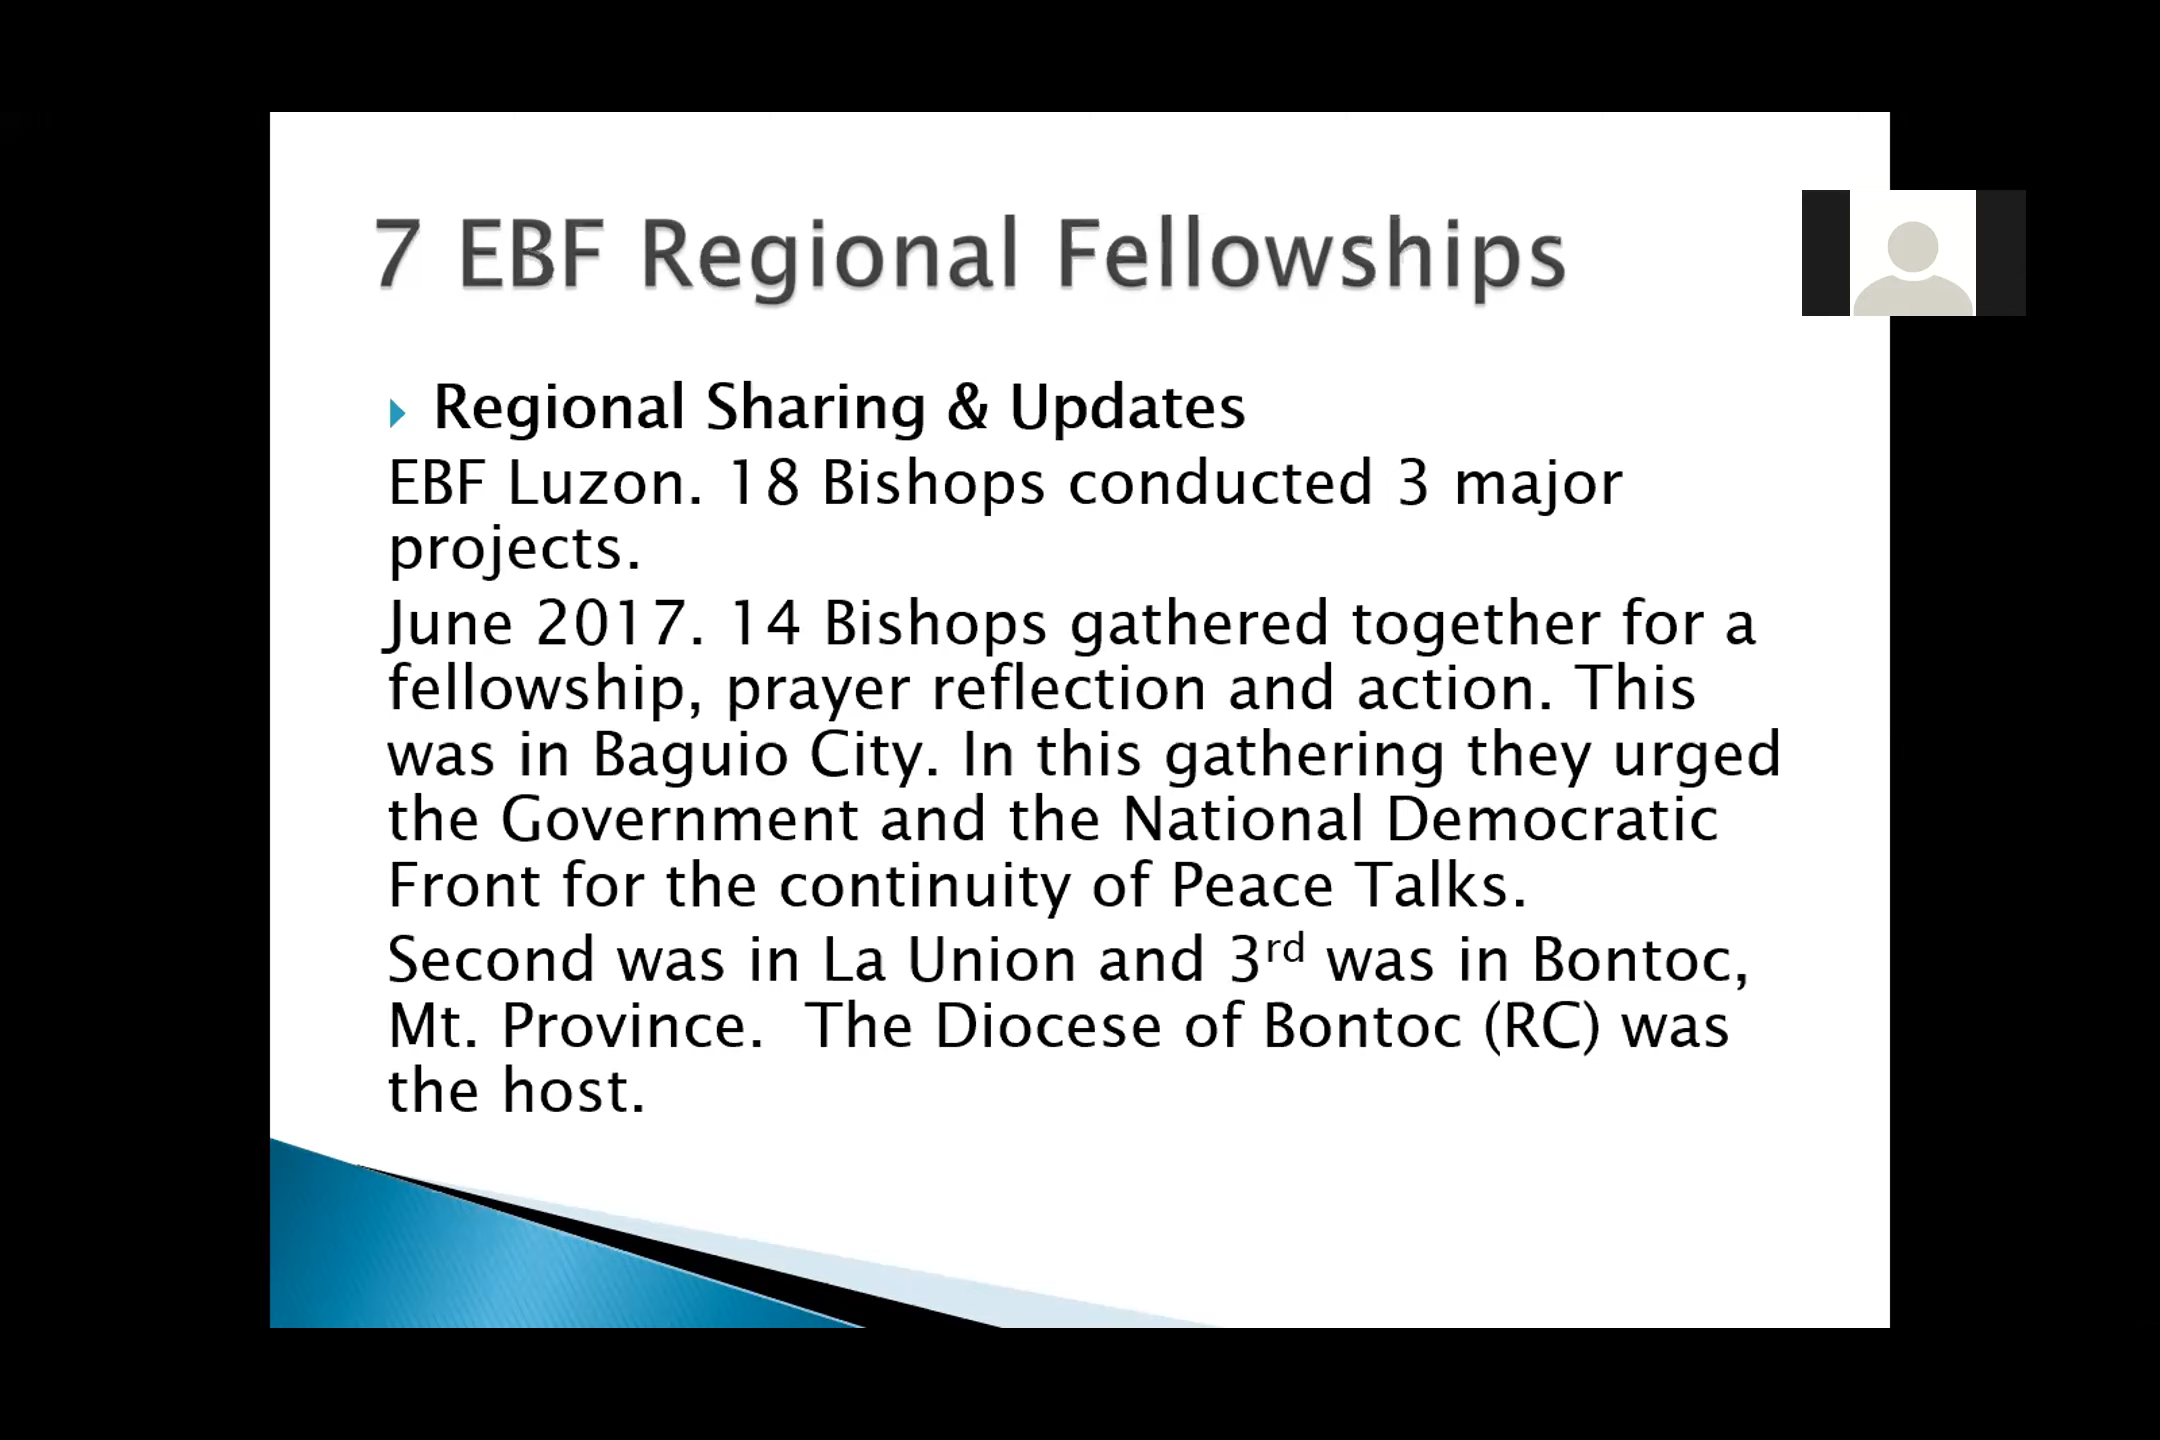 7 EBF Regional Fellowships
Regional Sharing & Updates
EBF Luzon. 18 Bishops conducted 3 major
projects.
June 2017. 14 Bishops gathered together for a
fellowship, prayer reflection and action. This
was in Baguio City. In this gathering they urged
the Government and the National Democratic
Front for the continuity of Peace Talks.
Second was in La Union and 3rd was in Bontoc,
Mt. Province.  The Diocese of Bontoc (RC) was
the host.